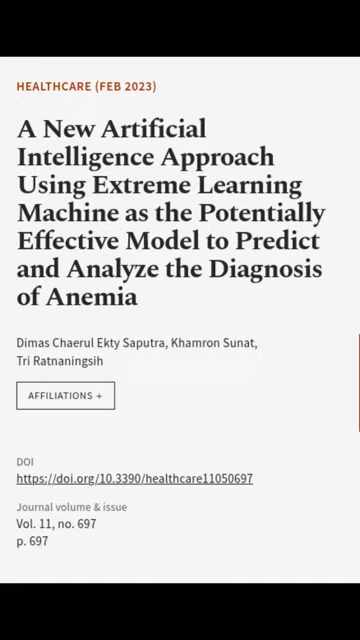 HEALTHCARE (FEB 2023)
A New Artificial
Intelligence Approach
Using Extreme Learning
Machine as the Potentially
Effective Model to Predict
and Analyze the Diagnosis
of Anemia
Dimas Chaerul Ekty Saputra, Khamron Sunat,
Tri Ratnaningsih
AFFILIATIONS +
DOI
https://doi.org/10.3390/healthcare11050697
Journal volume & issue
Vol. 11, no. 697
p. 697